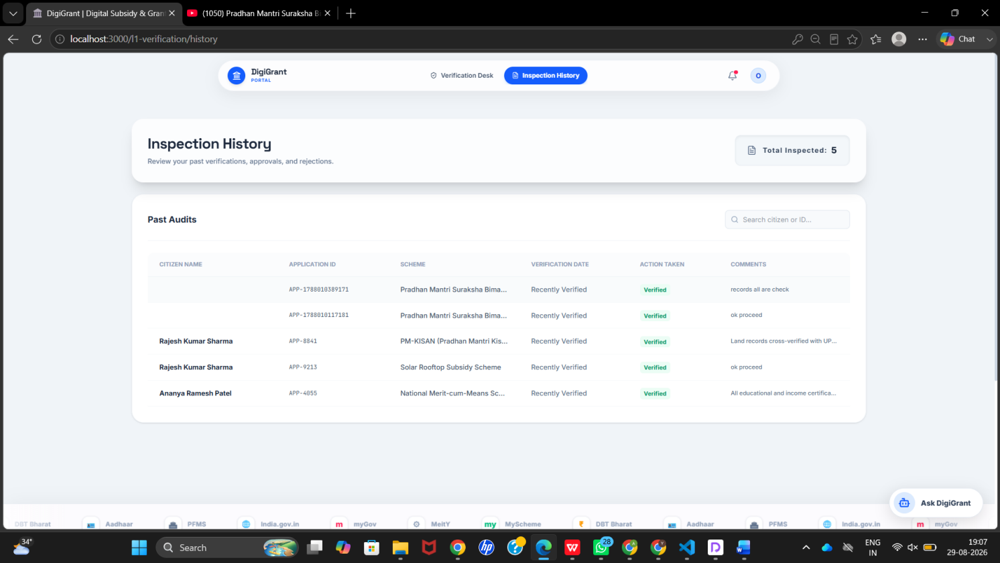 DigiGrant | Digital Subsidy & Grant
(1050) Pradhan Mantri Suraksha B
localhost:3000/l1-verification/history
Chat
DigiGrant
PORTAL
Verification Desk
Inspection History
O
Inspection History
Review your past verifications, approvals, and rejections.
Total Inspected: 5
Past Audits
Search citizen or ID...
CITIZEN NAME APPLICATION ID SCHEME VERIFICATION DATE ACTION TAKEN COMMENTS
APP-1788010389171 Pradhan Mantri Suraksha Bima... Recently Verified Verified records all are check
APP-1788010117181 Pradhan Mantri Suraksha Bima... Recently Verified Verified ok proceed
Rajesh Kumar Sharma APP-8841 PM-KISAN (Pradhan Mantri Kis... Recently Verified Verified Land records cross-verified with UP...
Rajesh Kumar Sharma APP-9213 Solar Rooftop Subsidy Scheme Recently Verified Verified ok proceed
Ananya Ramesh Patel APP-4055 National Merit-cum-Means Sc... Recently Verified Verified All educational and income certifica...
Ask DigiGrant
DBT Bharat Aadhaar PFMS India.gov.in m myGov MeitY my MyScheme ₹ DBT Bharat Aadhaar PFMS India.gov.in m myGov
34°
Search
28
ENG
IN
19:07
29-08-2026